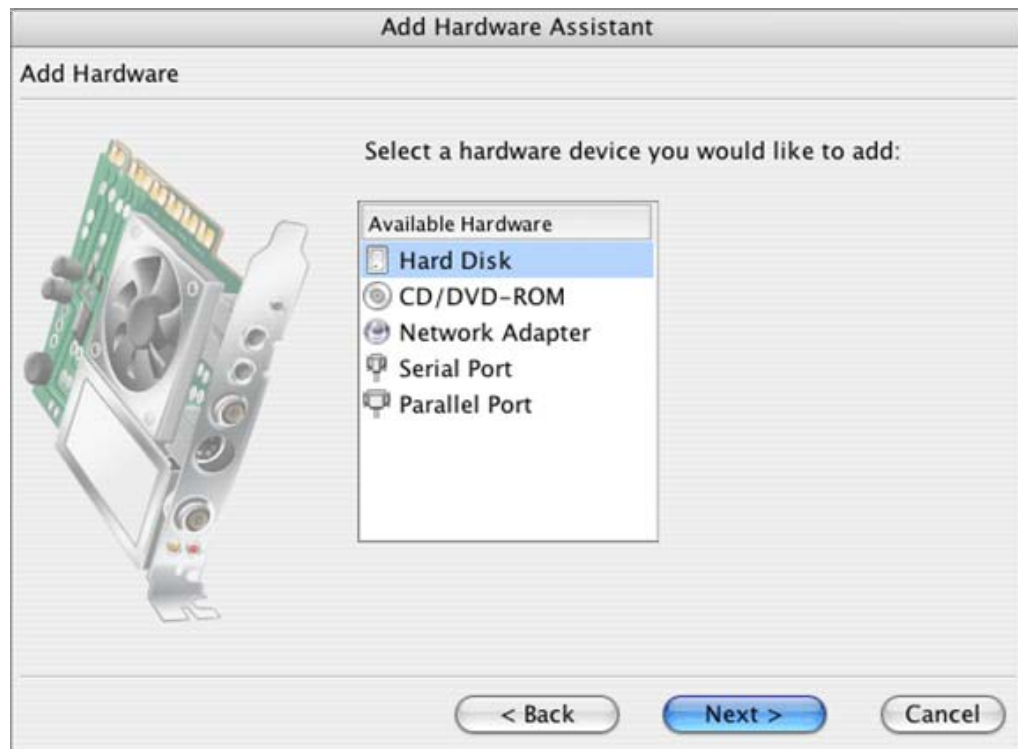 Add Hardware Assistant
Add Hardware
Select a hardware device you would like to add:
Available Hardware
Hard Disk
CD/DVD-ROM
Network Adapter
Serial Port
Parallel Port
< Back
Next >
Cancel